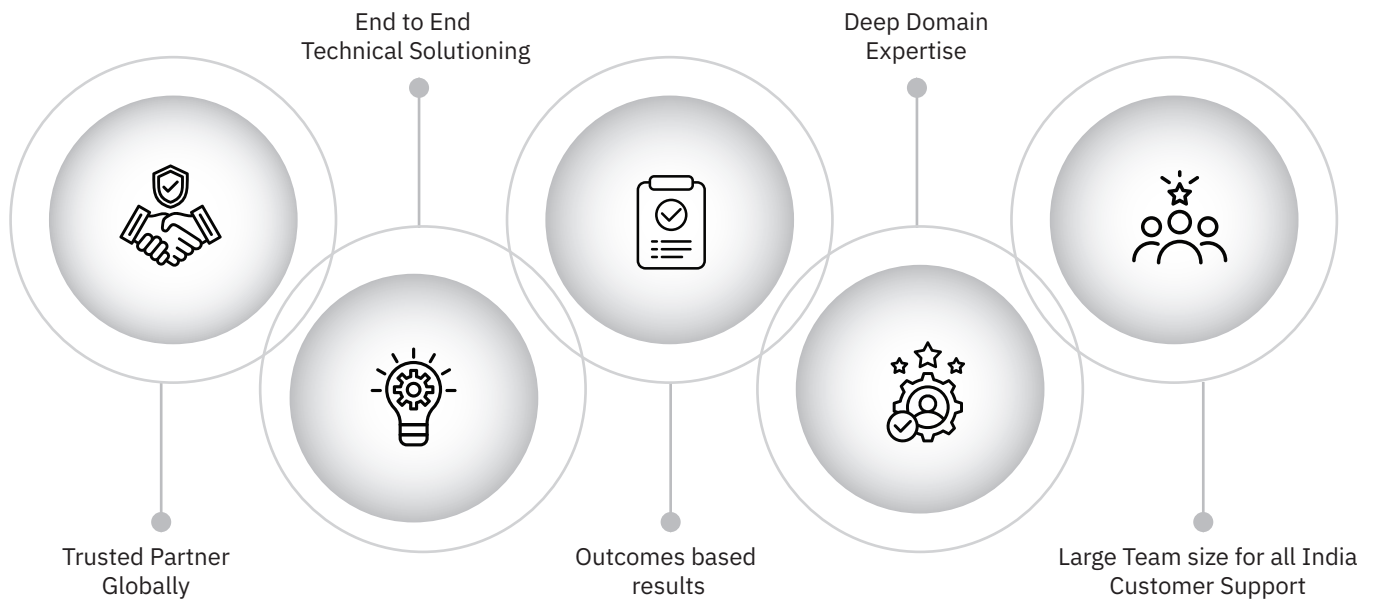 End to End
Technical Solutioning
Deep Domain
Expertise
Trusted Partner
Globally
Outcomes based
results
Large Team size for all India
Customer Support